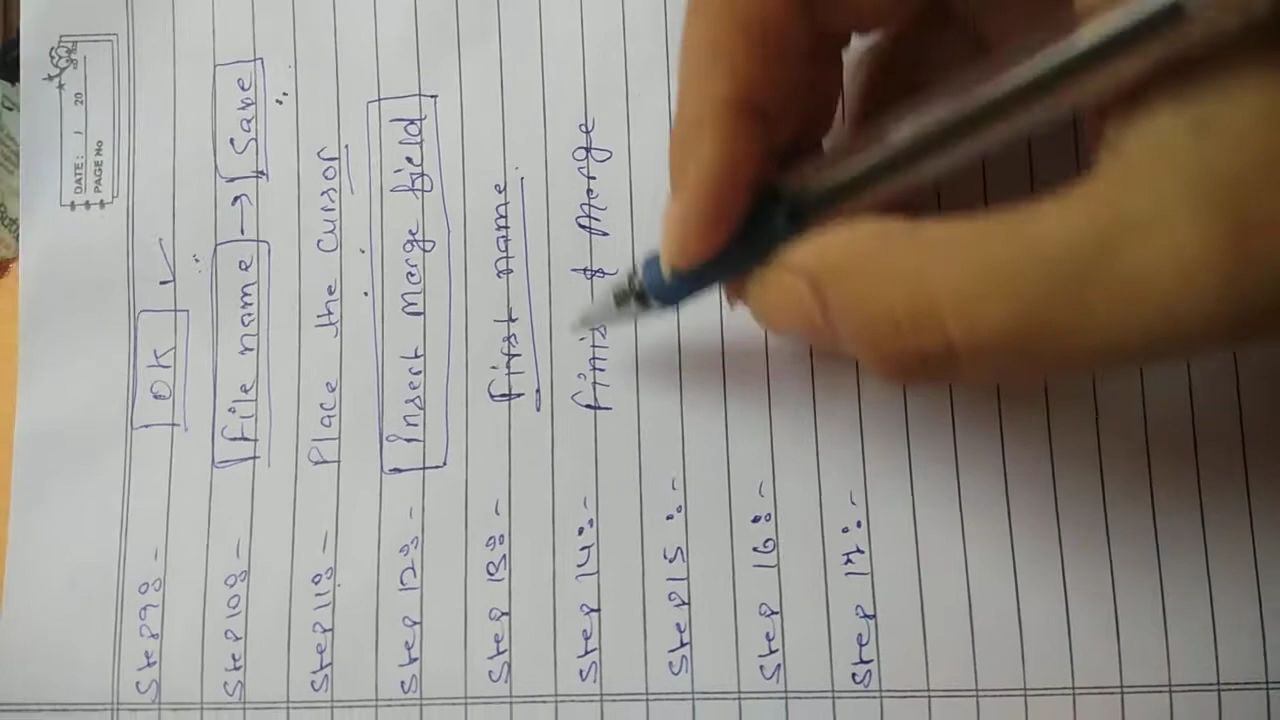 DATE: / 20
PAGE No
Step 9:- OK ✓
Step 10:- File name → Save
Step 11:- Place the cursor
Step 12:- Insert Merge field
Step 13:- First name
Step 14:- Finis & Merge
Step 15:-
Step 16:-
Step 17:-